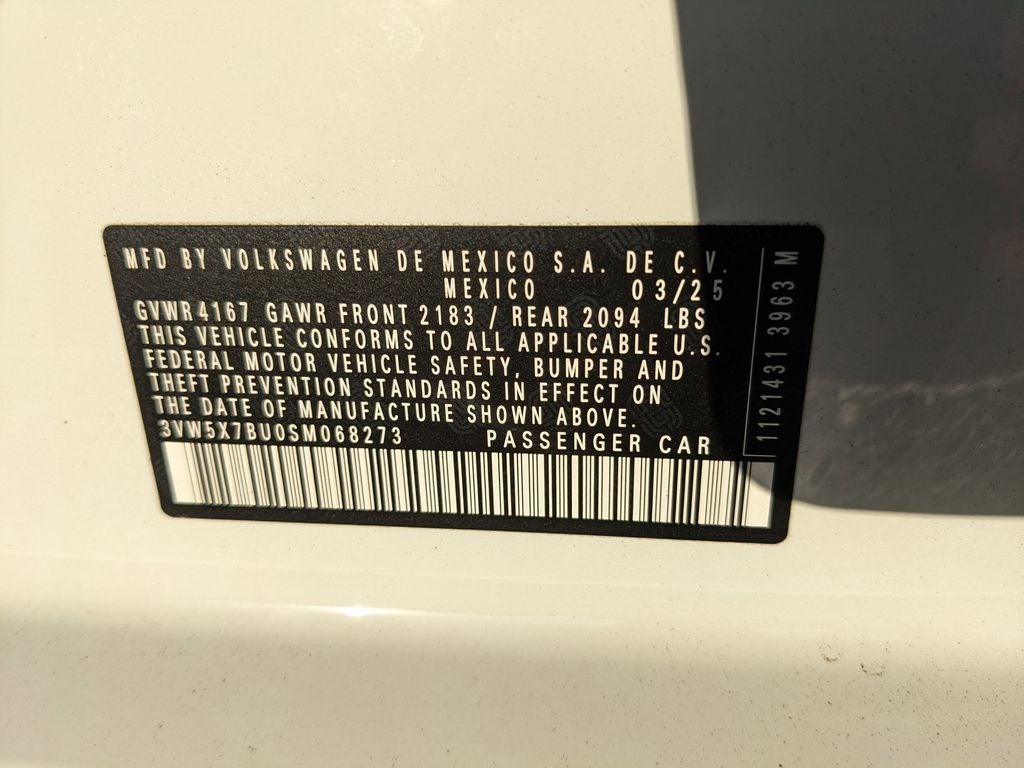 MFD BY VOLKSWAGEN DE MEXICO S.A. DE C.V.
MEXICO 03/25
GVWR 4167 GAWR FRONT 2183 / REAR 2094 LBS
THIS VEHICLE CONFORMS TO ALL APPLICABLE U.S.
FEDERAL MOTOR VEHICLE SAFETY, BUMPER AND
THEFT PREVENTION STANDARDS IN EFFECT ON
THE DATE OF MANUFACTURE SHOWN ABOVE.
3VW5X7BU0SM068273 PASSENGER CAR
1121431 3963 M